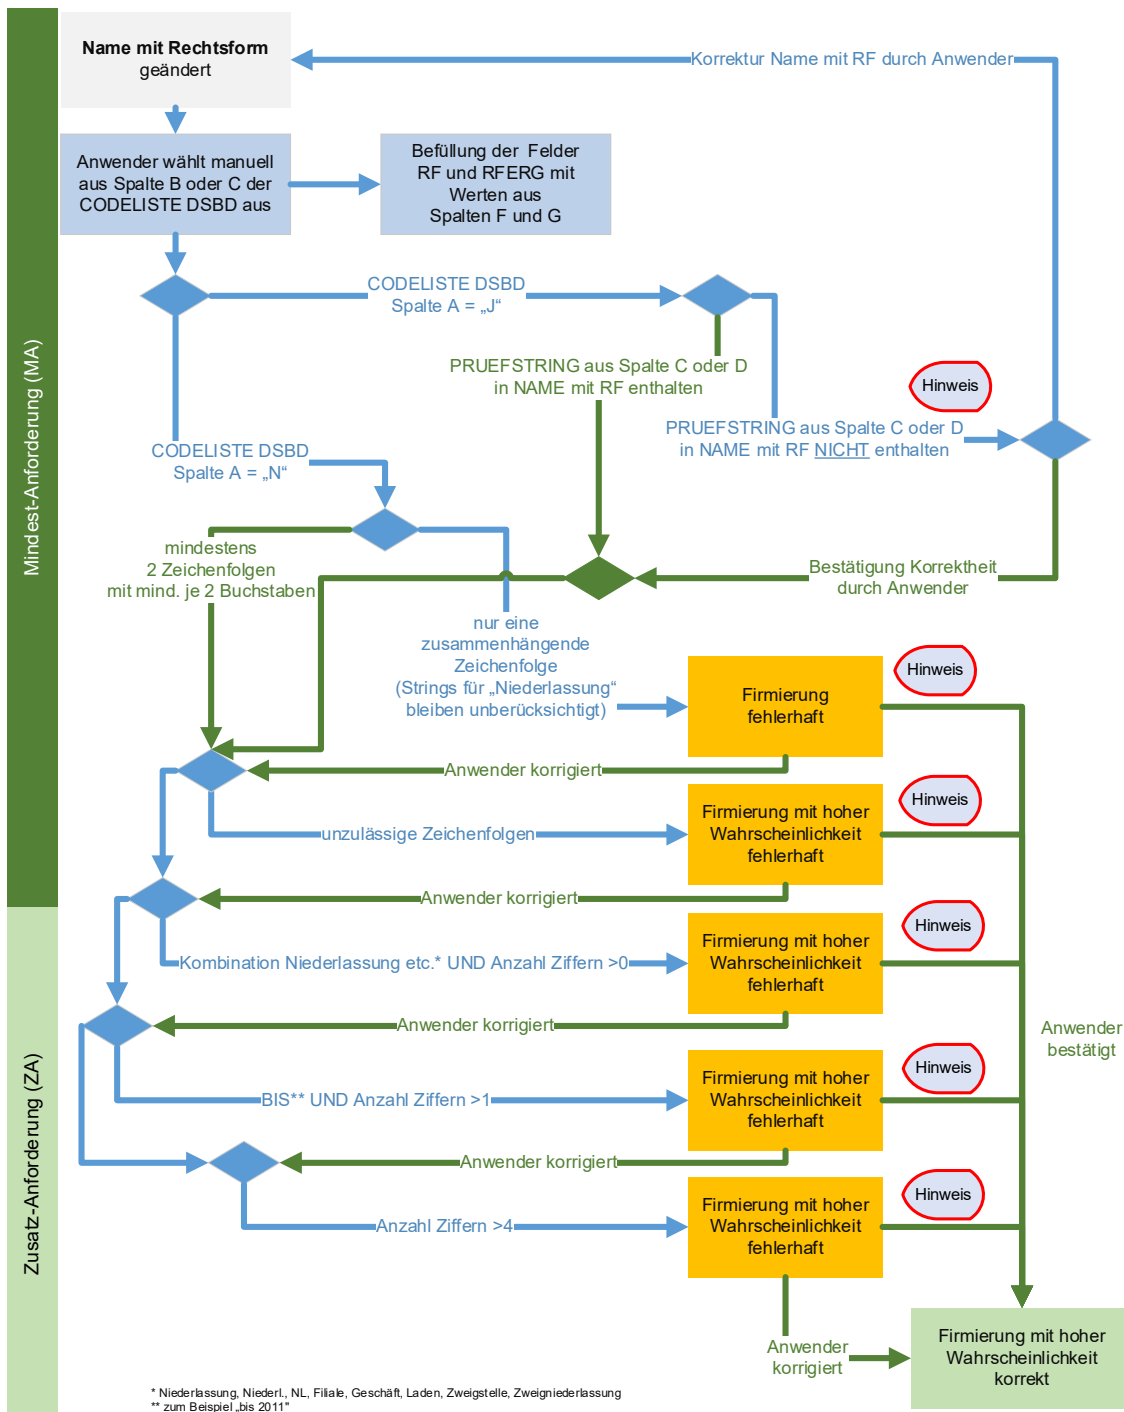 Name mit Rechtsform
geändert
Korrektur Name mit RF durch Anwender
Anwender wählt manuell
aus Spalte B oder C der
CODELISTE DSBD aus
Befüllung der Felder
RF und RFERG mit
Werten aus
Spalten F und G
CODELISTE DSBD
Spalte A = „J“
PRUEFSTRING aus Spalte C oder D
in NAME mit RF enthalten
Hinweis
PRUEFSTRING aus Spalte C oder D
in NAME mit RF NICHT enthalten
CODELISTE DSBD
Spalte A = „N“
Mindest-Anforderung (MA)
mindestens
2 Zeichenfolgen
mit mind. je 2 Buchstaben
Bestätigung Korrektheit
durch Anwender
nur eine
zusammenhängende
Zeichenfolge
(Strings für „Niederlassung“
bleiben unberücksichtigt)
Firmierung
fehlerhaft
Hinweis
Anwender korrigiert
unzulässige Zeichenfolgen
Firmierung mit hoher
Wahrscheinlichkeit
fehlerhaft
Hinweis
Anwender korrigiert
Kombination Niederlassung etc.* UND Anzahl Ziffern >0
Firmierung mit hoher
Wahrscheinlichkeit
fehlerhaft
Hinweis
Anwender korrigiert
Anwender
bestätigt
Zusatz-Anforderung (ZA)
BIS** UND Anzahl Ziffern >1
Firmierung mit hoher
Wahrscheinlichkeit
fehlerhaft
Hinweis
Anwender korrigiert
Anzahl Ziffern >4
Firmierung mit hoher
Wahrscheinlichkeit
fehlerhaft
Hinweis
Anwender
korrigiert
Firmierung mit hoher
Wahrscheinlichkeit
korrekt
* Niederlassung, Niederl., NL, Filiale, Geschäft, Laden, Zweigstelle, Zweigniederlassung
** zum Beispiel „bis 2011"